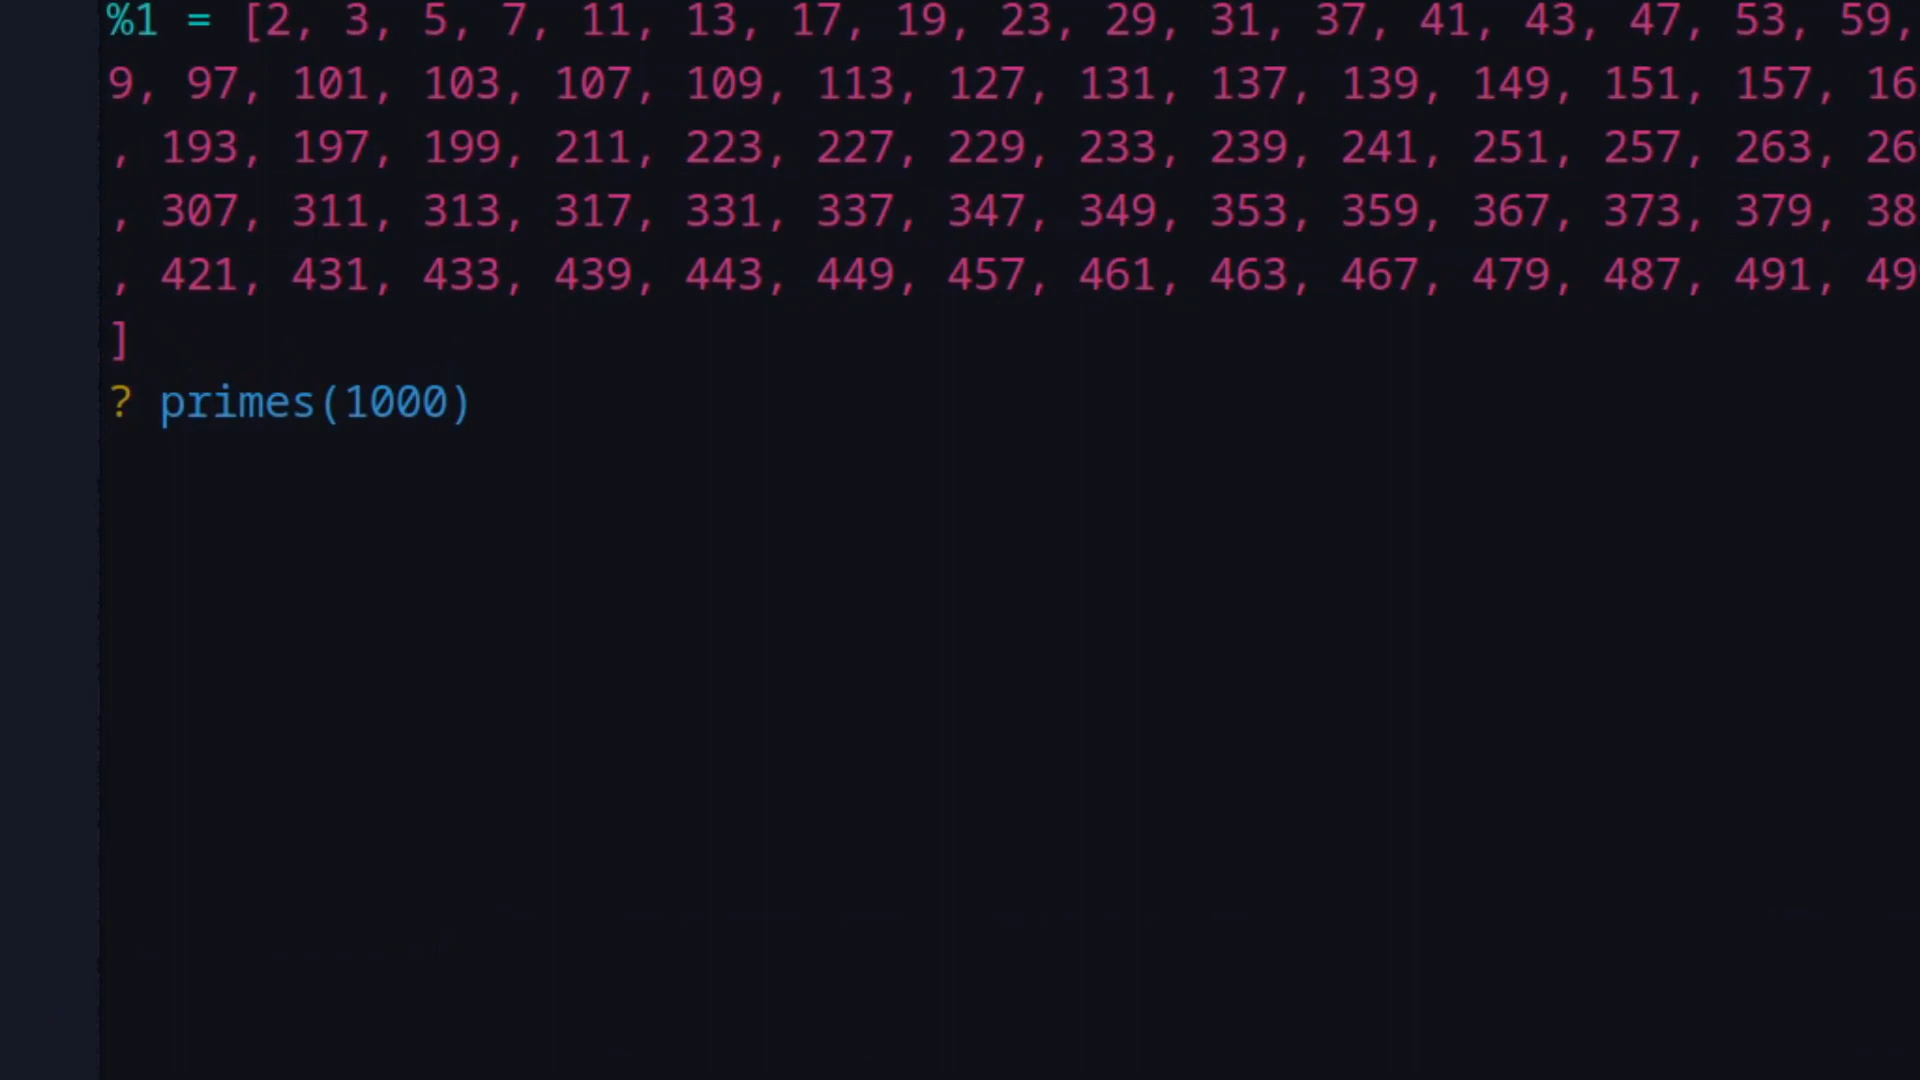 %1 = [2, 3, 5, 7, 11, 13, 17, 19, 23, 29, 31, 37, 41, 43, 47, 53, 59,
9, 97, 101, 103, 107, 109, 113, 127, 131, 137, 139, 149, 151, 157, 16
, 193, 197, 199, 211, 223, 227, 229, 233, 239, 241, 251, 257, 263, 26
, 307, 311, 313, 317, 331, 337, 347, 349, 353, 359, 367, 373, 379, 38
, 421, 431, 433, 439, 443, 449, 457, 461, 463, 467, 479, 487, 491, 49
]
? primes(1000)